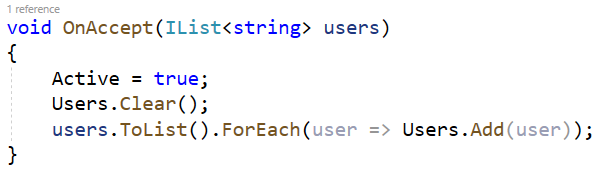 1 reference
void OnAccept(IList<string> users)
{
    Active = true;
    Users.Clear();
    users.ToList().ForEach(user => Users.Add(user));
}